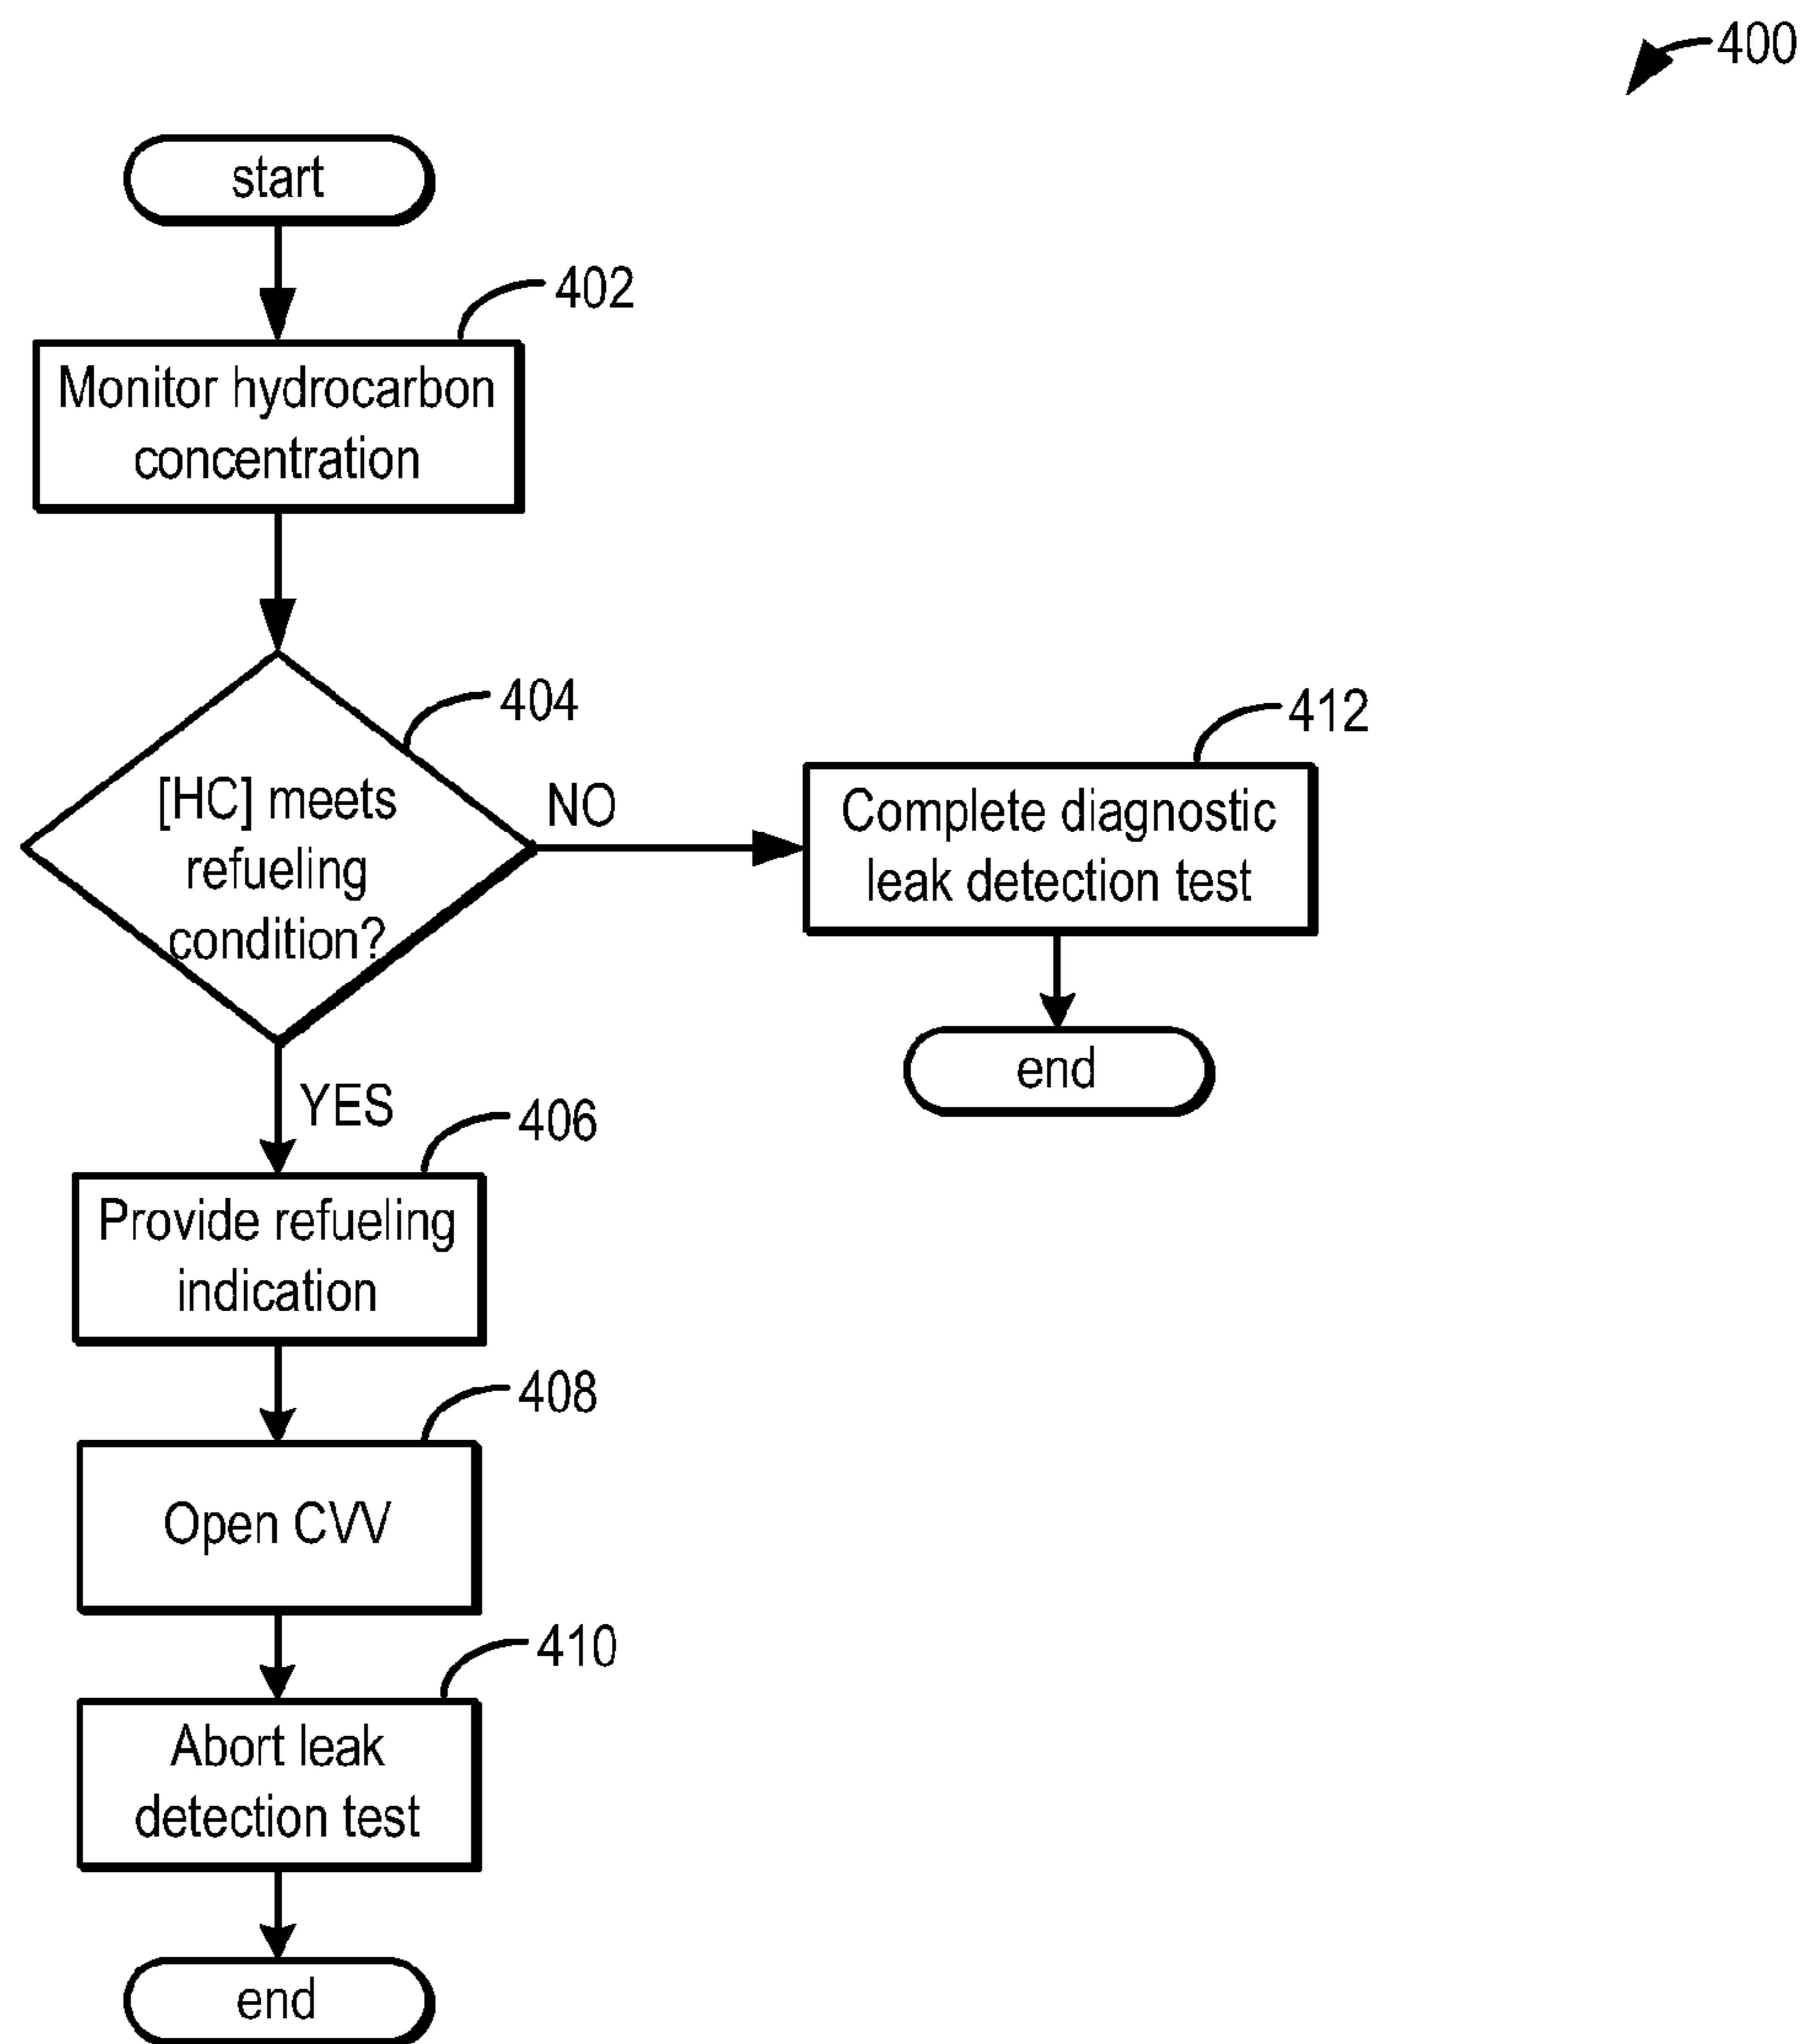 400
start
402
Monitor hydrocarbon
concentration
404
[HC] meets
refueling
condition?
NO
412
Complete diagnostic
leak detection test
end
YES
406
Provide refueling
indication
408
Open CVV
410
Abort leak
detection test
end